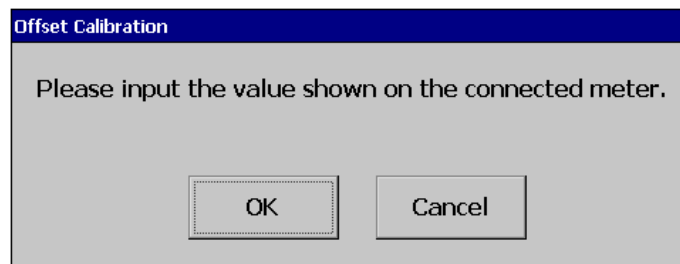 Offset Calibration
Please input the value shown on the connected meter.
OK
Cancel